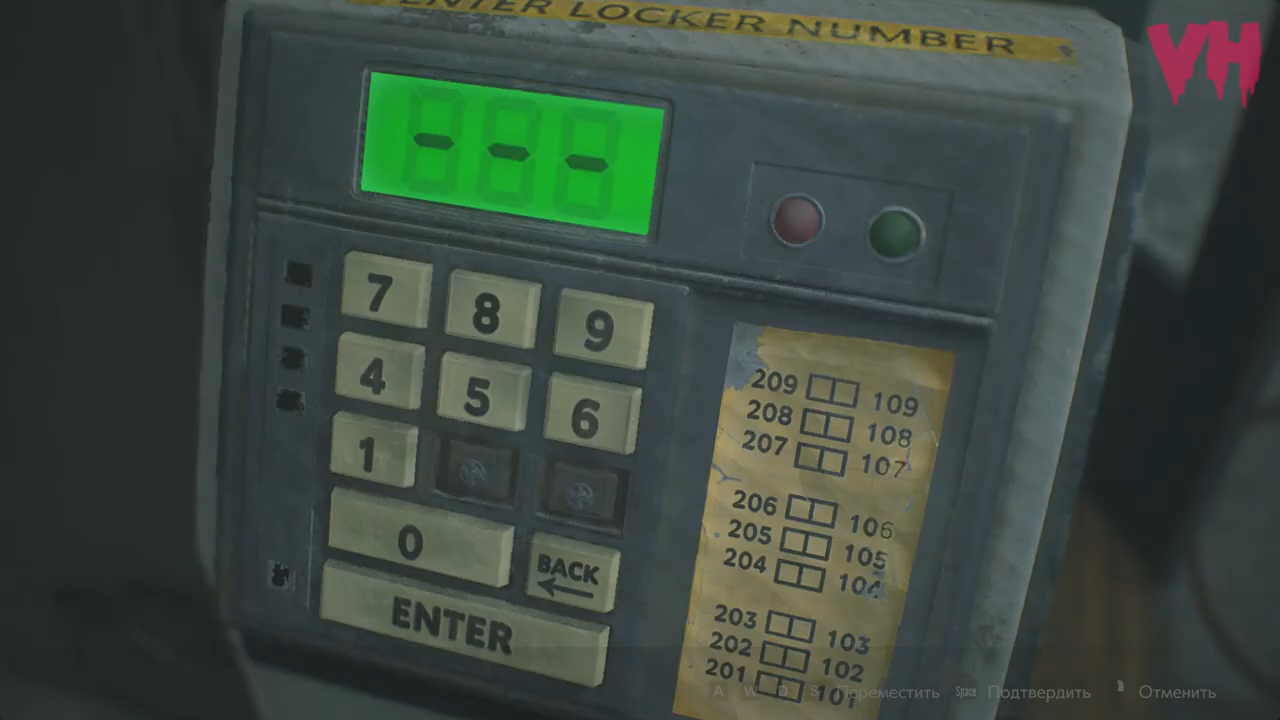 ENTER LOCKER NUMBER
VH
- - -
7 8 9
4 5 6
1
0 BACK
ENTER
209 109
208 108
207 107
206 106
205 105
204 104
203 103
202 102
201 101
A W D S Переместить Space Подтвердить Отменить